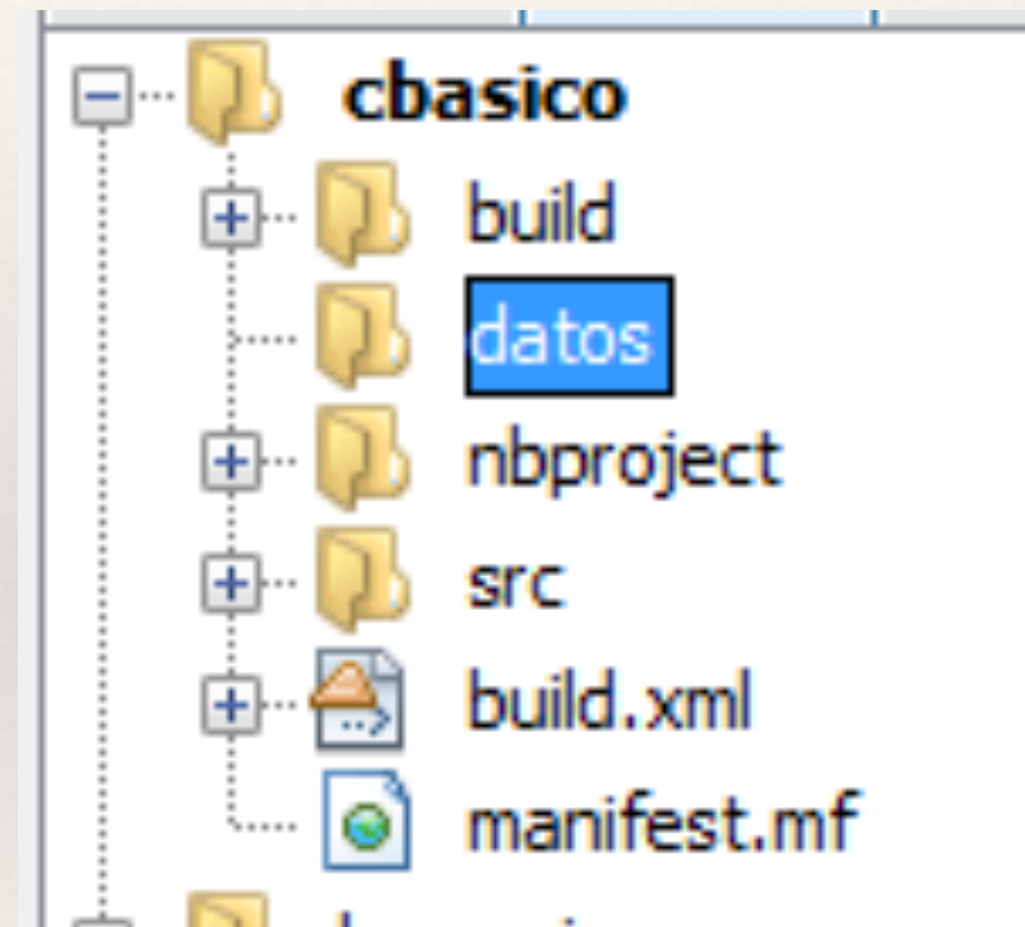 cbasico
build
datos
nbproject
src
build.xml
manifest.mf